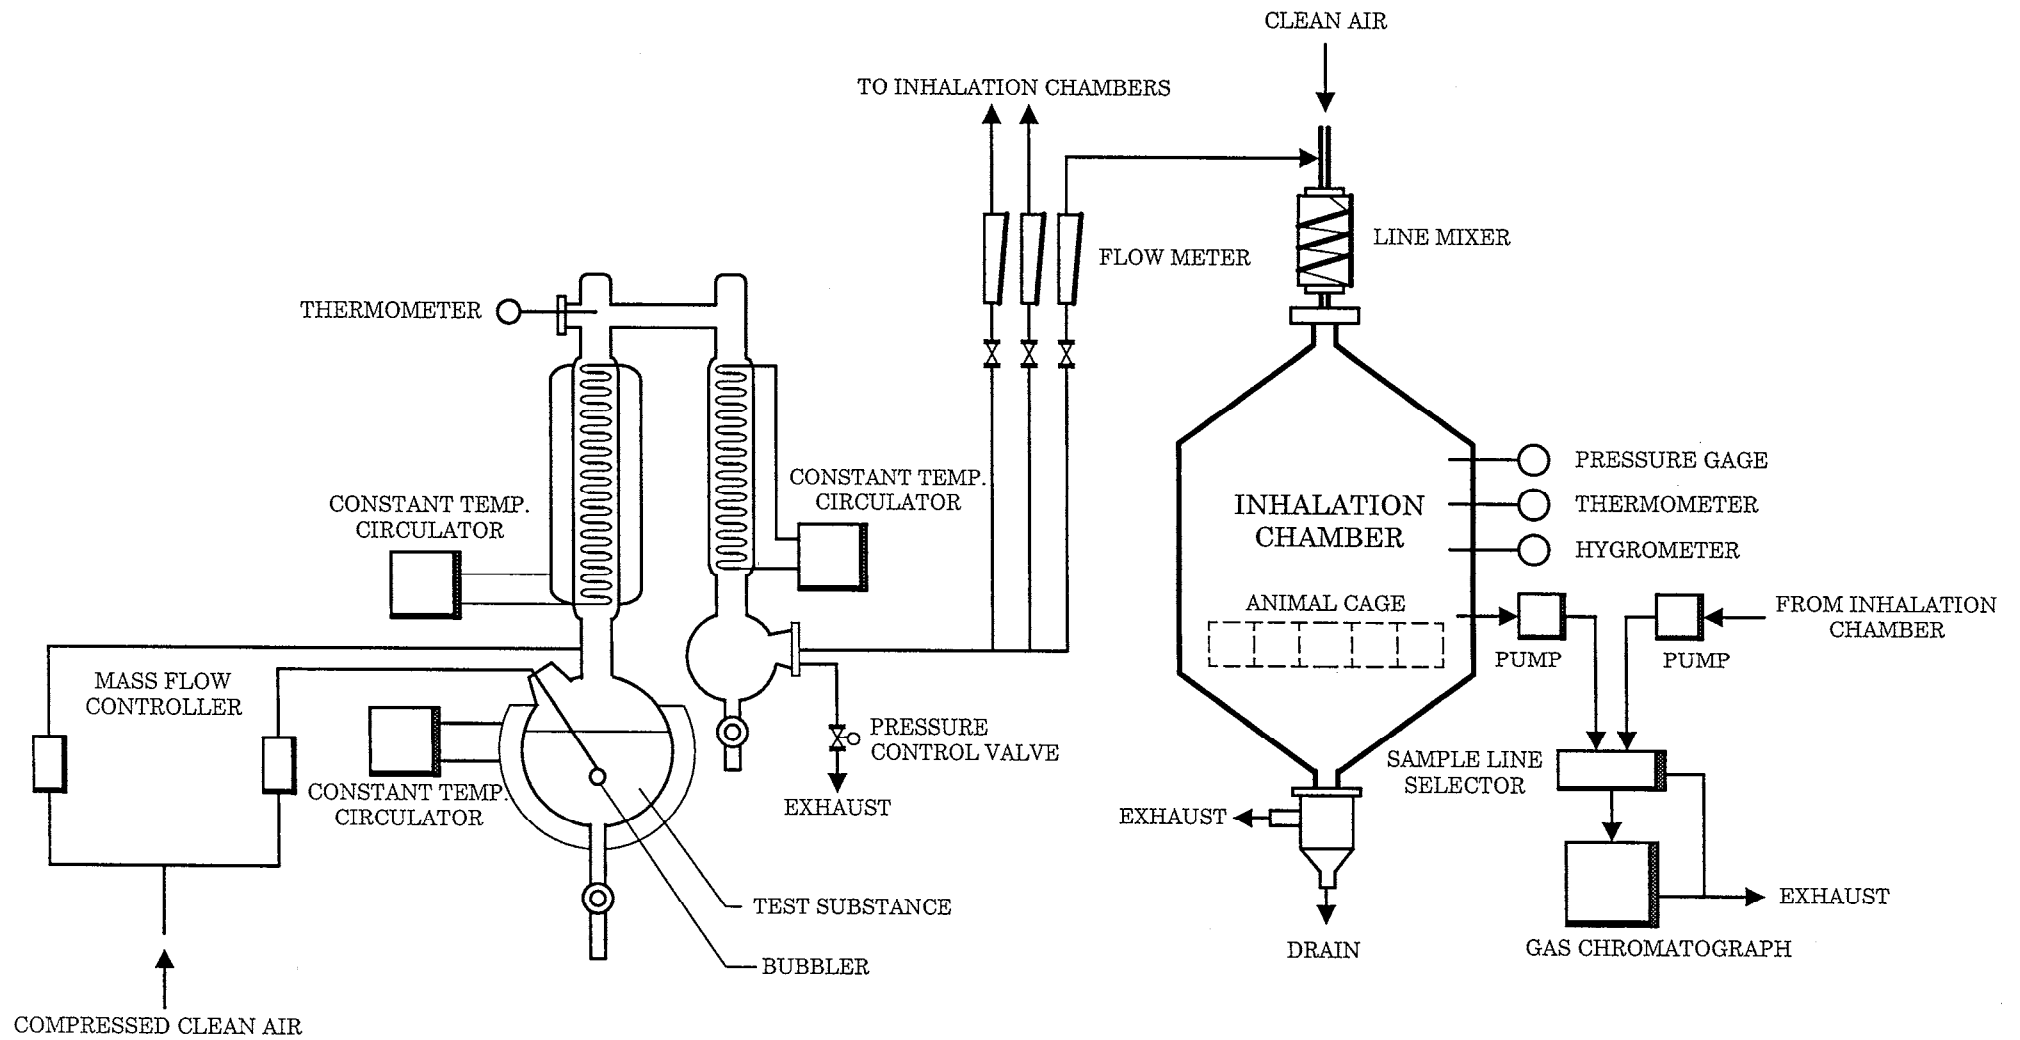 CLEAN AIR
TO INHALATION CHAMBERS
LINE MIXER
FLOW METER
THERMOMETER
PRESSURE GAGE
CONSTANT TEMP.
CIRCULATOR
CONSTANT TEMP.
CIRCULATOR
INHALATION
CHAMBER
THERMOMETER
HYGROMETER
ANIMAL CAGE
FROM INHALATION
CHAMBER
PUMP
PUMP
MASS FLOW
CONTROLLER
PRESSURE
CONTROL VALVE
SAMPLE LINE
SELECTOR
CONSTANT TEMP.
CIRCULATOR
EXHAUST
EXHAUST
EXHAUST
TEST SUBSTANCE
DRAIN
GAS CHROMATOGRAPH
BUBBLER
COMPRESSED CLEAN AIR